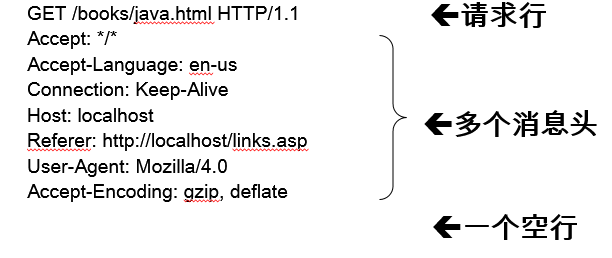 GET /books/java.html HTTP/1.1 🡸请求行
Accept: */*
Accept-Language: en-us
Connection: Keep-Alive
Host: localhost 🡸多个消息头
Referer: http://localhost/links.asp
User-Agent: Mozilla/4.0
Accept-Encoding: gzip, deflate
🡸一个空行